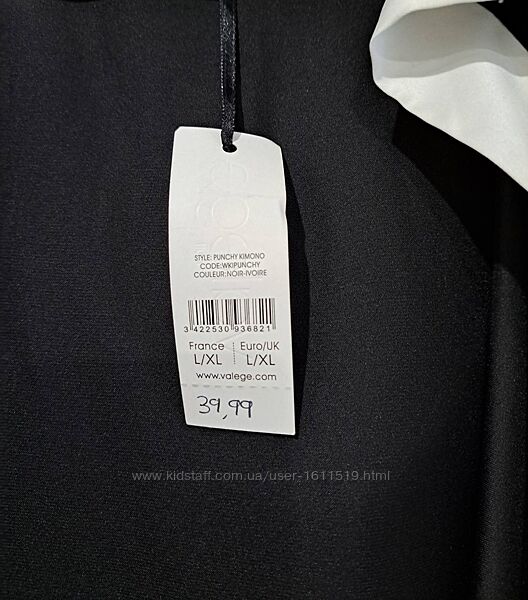 STYLE: PUNCHY KIMONO
CODE:WKIPUNCHY
COULEUR:NOIR-IVOIRE
3 422530 936821
France Euro/UK
L/XL L/XL
www.valege.com
39,99
www.kidstaff.com.ua/user-1611519.html